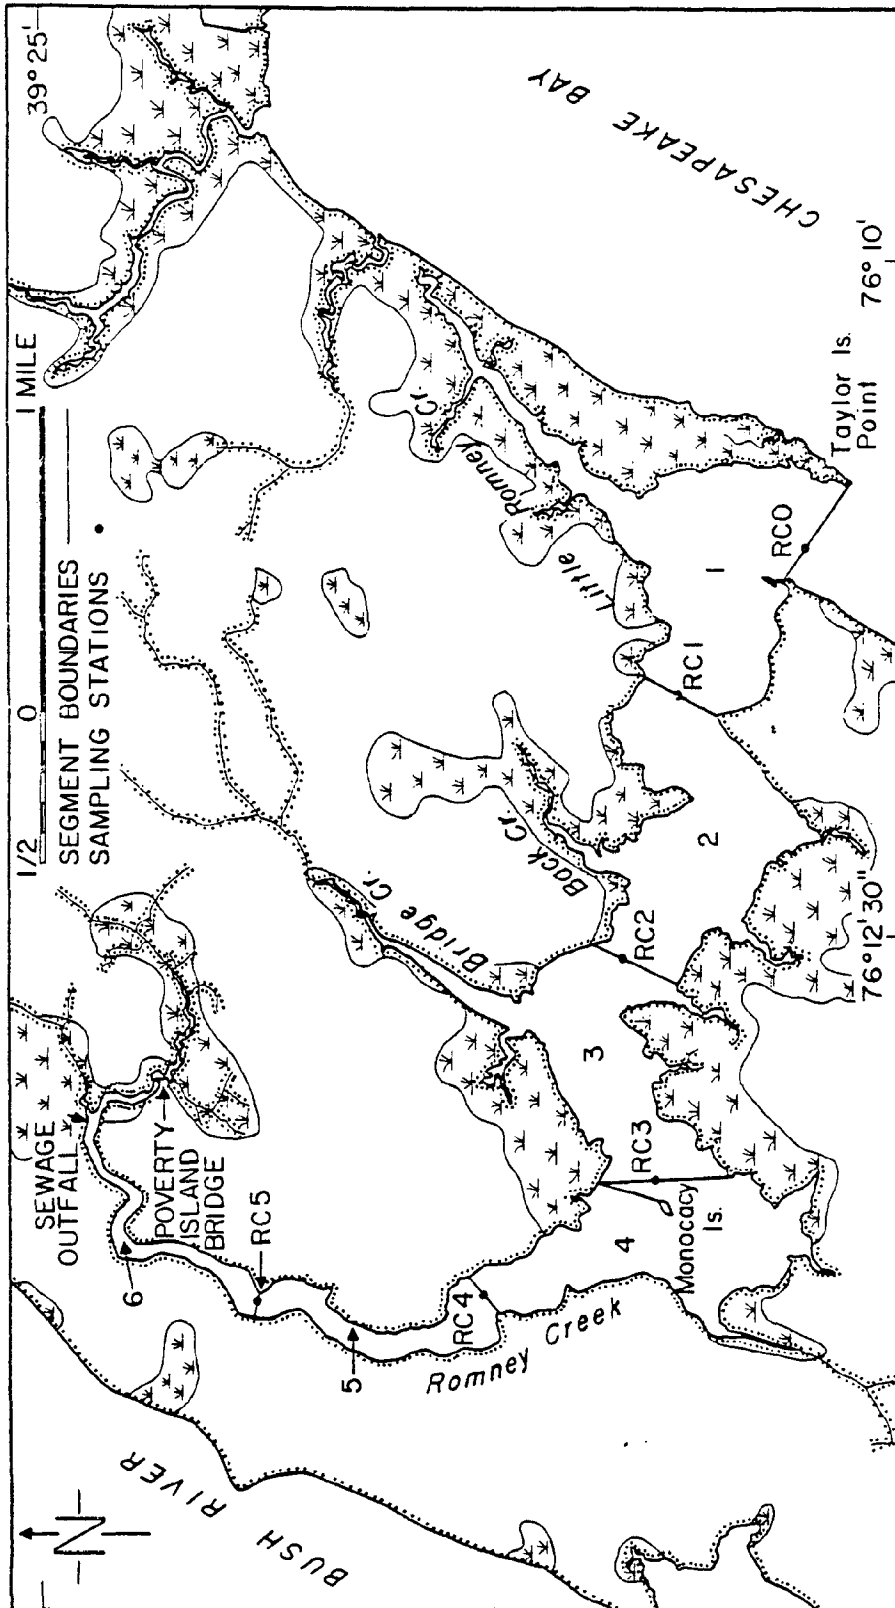 39°25'
1/2 0 1 MILE
SEGMENT BOUNDARIES
SAMPLING STATIONS
N
SEWAGE
OUTFALL
POVERTY
ISLAND
BRIDGE
6
RC5
5
RC4
Romney Creek
4
Monocacy
Is.
RC3
3
RC2
Bridge Cr.
Back Cr
2
RC1
Little Romney Cr.
1
RC0
Taylor Is.
Point
BUSH RIVER
CHESAPEAKE BAY
76°12'30"
76°10'